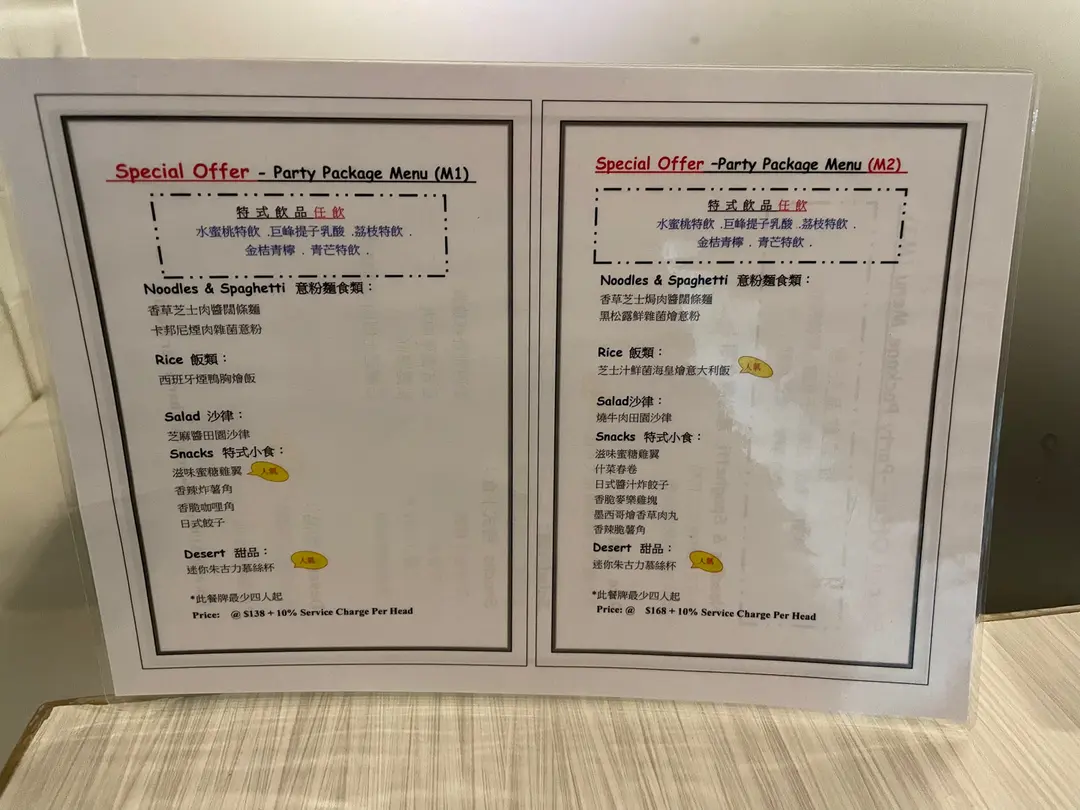 Special Offer - Party Package Menu (M1)
特式飲品任飲
水蜜桃特飲 .巨峰提子乳酸 .荔枝特飲 .
金桔青檸 . 青芒特飲 .
Noodles & Spaghetti 意粉麵食類：
香草芝士肉醬闊條麵
卡邦尼煙肉雜菌意粉
Rice 飯類：
西班牙煙鴨胸燴飯
Salad 沙律：
芝麻醬田園沙律
Snacks 特式小食：
滋味蜜糖雞翼 人氣
香辣炸薯角
香脆咖喱角
日式餃子
Desert 甜品：
迷你朱古力慕絲杯 人氣
*此餐牌最少四人起
Price: @ $138 + 10% Service Charge Per Head
Special Offer –Party Package Menu (M2)
特式飲品任飲
水蜜桃特飲 .巨峰提子乳酸 .荔枝特飲 .
金桔青檸 . 青芒特飲 .
Noodles & Spaghetti 意粉麵食類：
香草芝士焗肉醬闊條麵
黑松露鮮雜菌燴意粉
Rice 飯類：
芝士汁鮮菌海皇燴意大利飯 人氣
Salad沙律：
燒牛肉田園沙律
Snacks 特式小食：
滋味蜜糖雞翼
什菜春卷
日式醬汁炸餃子
香脆麥樂雞塊
墨西哥燴香草肉丸
香辣脆薯角
Desert 甜品：
迷你朱古力慕絲杯 人氣
*此餐牌最少四人起
Price: @ $168 + 10% Service Charge Per Head